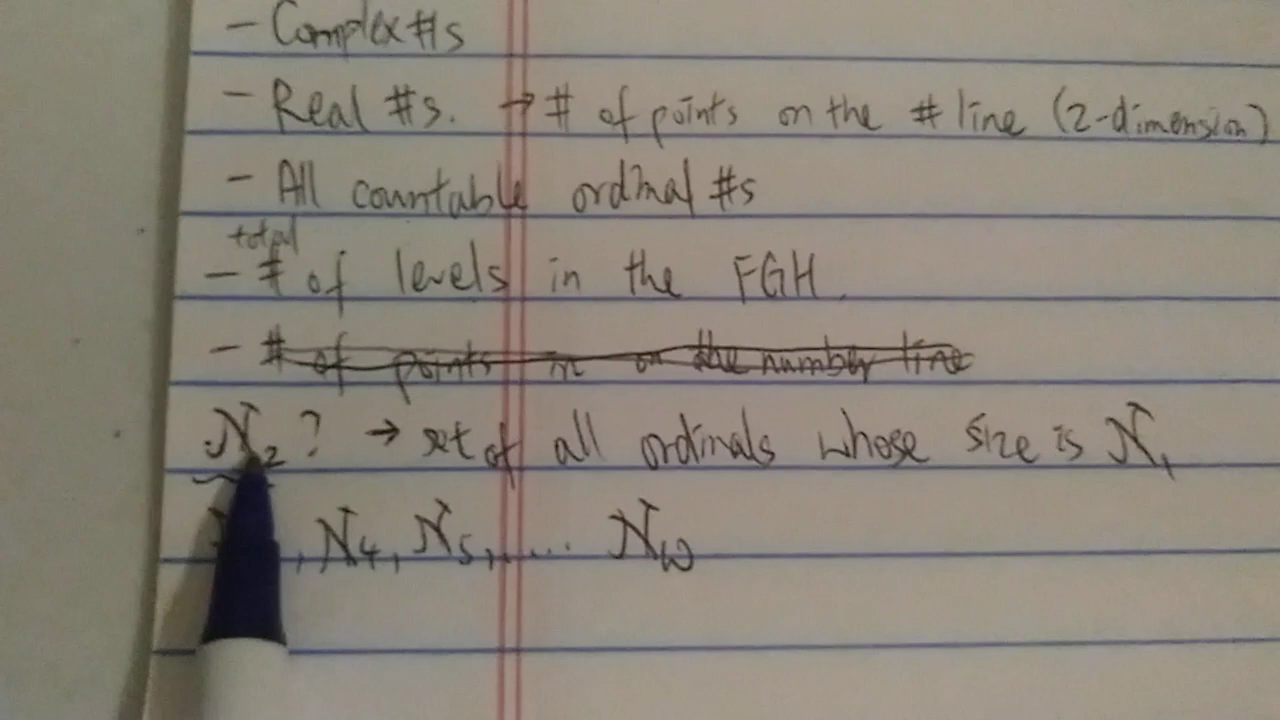 - Complex #s
- Real #s. → # of points on the # line (2-dimension)
- All countable ordinal #s
total
- # of levels in the FGH.
- # of points in on the number line
ℵ₂? → set of all ordinals whose size is ℵ₁
, ℵ₄, ℵ₅, .... ℵω